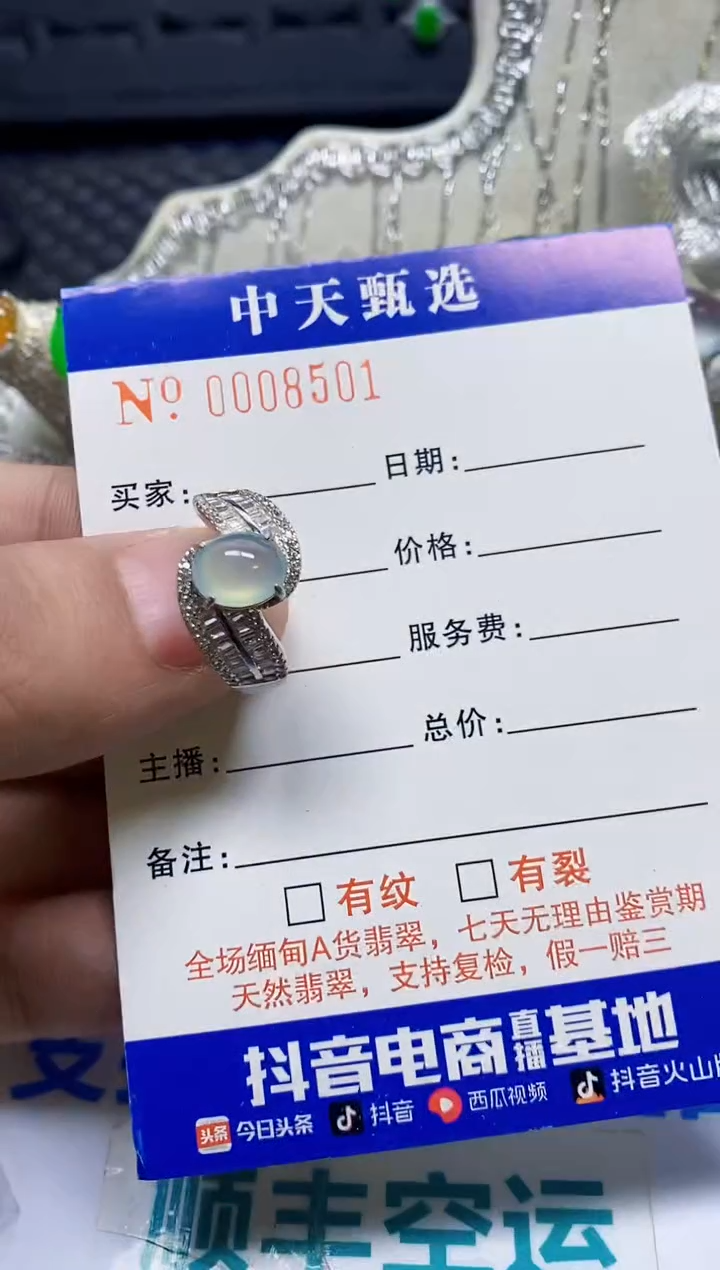 中天甄选
Nº. 0008501
买家: 日期:
价格:
服务费:
主播: 总价:
备注:
有纹 有裂
全场缅甸A货翡翠,七天无理由鉴赏期
天然翡翠,支持复检,假一赔三
抖音电商直播基地
头条 今日头条 抖音 西瓜视频 抖音火山
顺丰空运